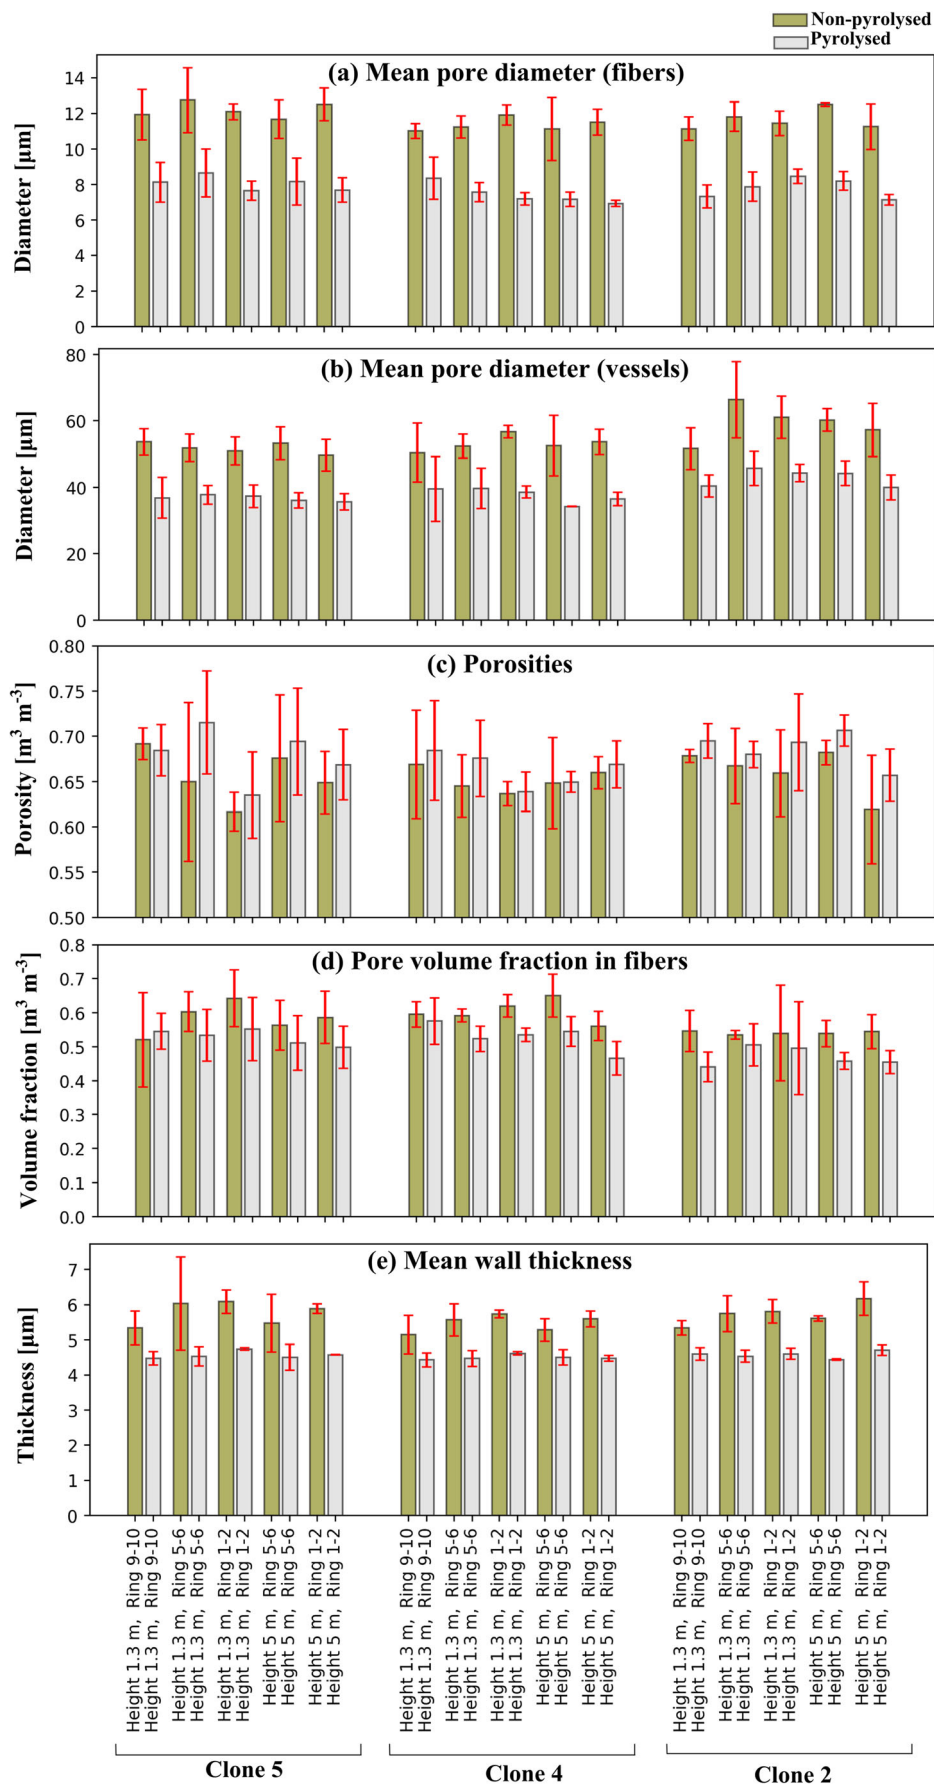 Non-pyrolysed
Pyrolysed
(a) Mean pore diameter (fibers)
Diameter [µm]
14
12
10
8
6
4
2
0
(b) Mean pore diameter (vessels)
Diameter [µm]
80
60
40
20
0
(c) Porosities
Porosity [m³ m⁻³]
0.80
0.75
0.70
0.65
0.60
0.55
0.50
(d) Pore volume fraction in fibers
Volume fraction [m³ m⁻³]
0.8
0.7
0.6
0.5
0.4
0.3
0.2
0.1
0.0
(e) Mean wall thickness
Thickness [µm]
7
6
5
4
3
2
1
0
Height 1.3 m, Ring 9-10
Height 1.3 m, Ring 9-10
Height 1.3 m, Ring 5-6
Height 1.3 m, Ring 5-6
Height 1.3 m, Ring 1-2
Height 1.3 m, Ring 1-2
Height 5 m, Ring 5-6
Height 5 m, Ring 5-6
Height 5 m, Ring 1-2
Height 5 m, Ring 1-2
Height 1.3 m, Ring 9-10
Height 1.3 m, Ring 9-10
Height 1.3 m, Ring 5-6
Height 1.3 m, Ring 5-6
Height 1.3 m, Ring 1-2
Height 1.3 m, Ring 1-2
Height 5 m, Ring 5-6
Height 5 m, Ring 5-6
Height 5 m, Ring 1-2
Height 5 m, Ring 1-2
Height 1.3 m, Ring 9-10
Height 1.3 m, Ring 9-10
Height 1.3 m, Ring 5-6
Height 1.3 m, Ring 5-6
Height 1.3 m, Ring 1-2
Height 1.3 m, Ring 1-2
Height 5 m, Ring 5-6
Height 5 m, Ring 5-6
Height 5 m, Ring 1-2
Height 5 m, Ring 1-2
Clone 5
Clone 4
Clone 2